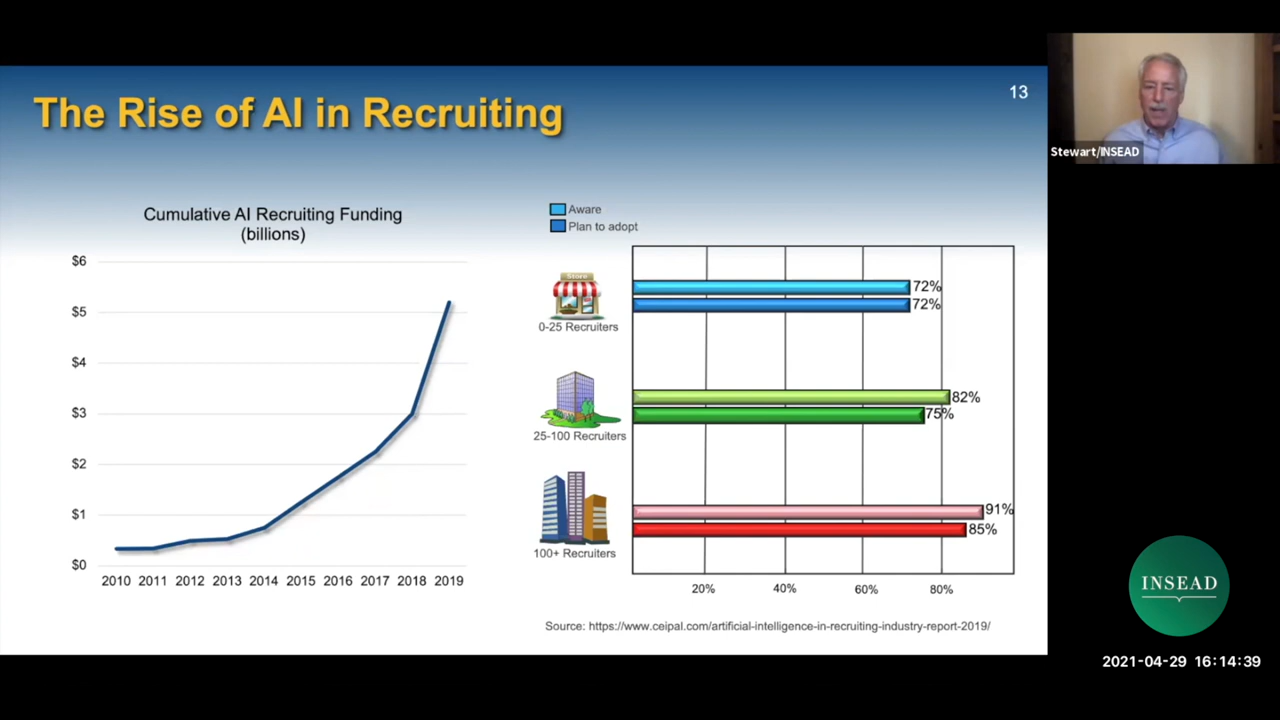 The Rise of AI in Recruiting
13
Stewart/INSEAD
Cumulative AI Recruiting Funding
(billions)
$6
$5
$4
$3
$2
$1
$0
2010 2011 2012 2013 2014 2015 2016 2017 2018 2019
Aware
Plan to adopt
Store
0-25 Recruiters
72%
72%
25-100 Recruiters
82%
75%
100+ Recruiters
91%
85%
20% 40% 60% 80%
Source: https://www.ceipal.com/artificial-intelligence-in-recruiting-industry-report-2019/
INSEAD
2021-04-29 16:14:39